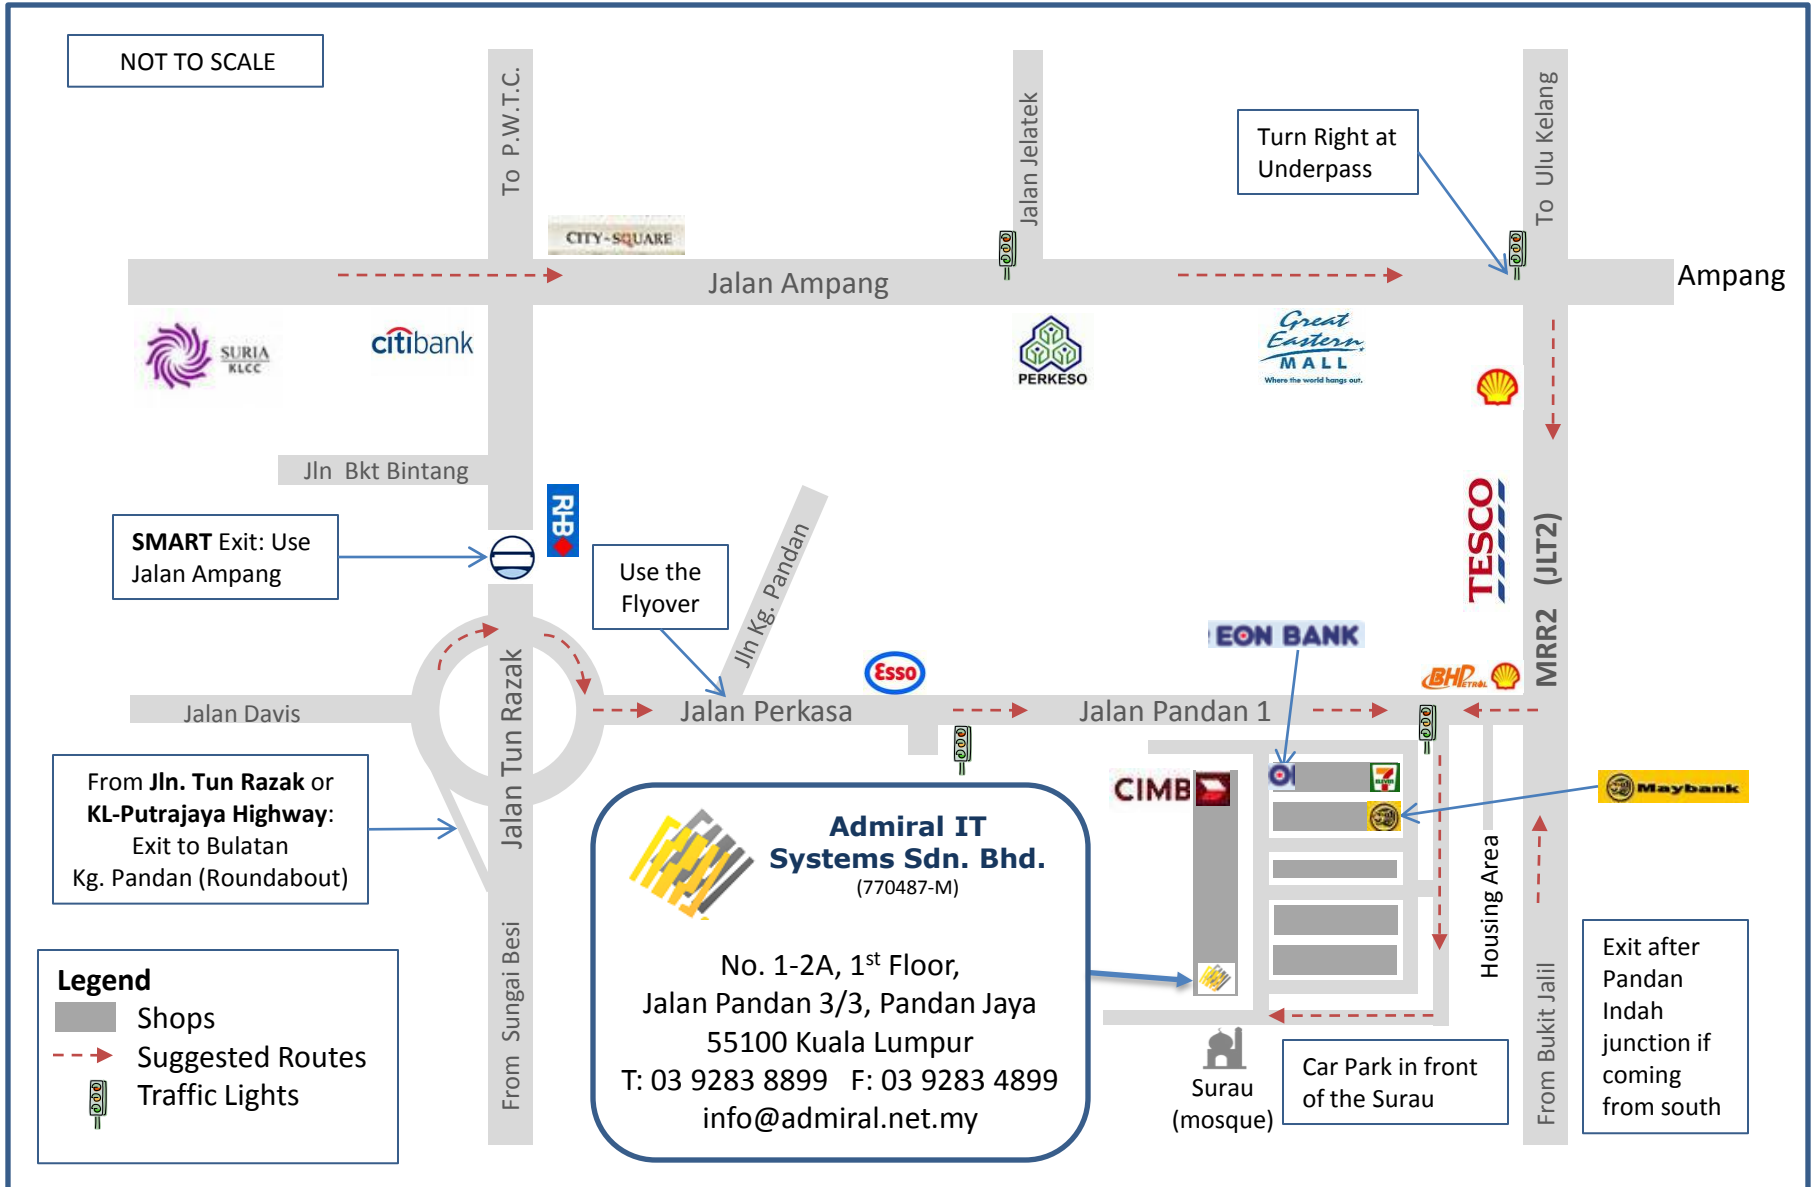 NOT TO SCALE
To P.W.T.C.
Jalan Jelatek
To Ulu Kelang
Turn Right at
Underpass
CITY-SQUARE
Jalan Ampang
Ampang
SURIA
KLCC
citibank
PERKESO
Great
Eastern
MALL
Where the world hangs out.
Jln Bkt Bintang
RHB
TESCO
MRR2 (JLT2)
SMART Exit: Use
Jalan Ampang
Use the
Flyover
Jln Kg. Pandan
Esso
EON BANK
BHPETROL
Jalan Davis
Jalan Tun Razak
Jalan Perkasa
Jalan Pandan 1
From Jln. Tun Razak or
KL-Putrajaya Highway:
Exit to Bulatan
Kg. Pandan (Roundabout)
CIMB
7
ELEVEN
Maybank
Admiral IT
Systems Sdn. Bhd.
(770487-M)
No. 1-2A, 1st Floor,
Jalan Pandan 3/3, Pandan Jaya
55100 Kuala Lumpur
T: 03 9283 8899 F: 03 9283 4899
info@admiral.net.my
Housing Area
From Sungai Besi
From Bukit Jalil
Exit after
Pandan
Indah
junction if
coming
from south
Surau
(mosque)
Car Park in front
of the Surau
Legend
Shops
Suggested Routes
Traffic Lights